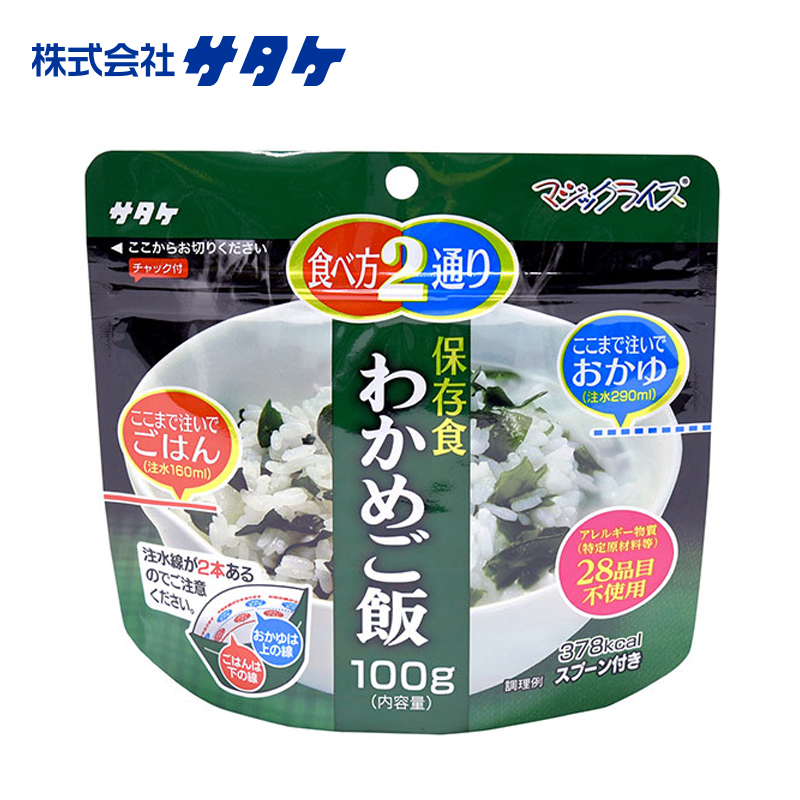 株式会社サタケ
サタケ
マジックライス®
◀ ここからお切りください
チャック付
食べ方2通り
保存食
わかめご飯
100g
(内容量)
ここまで注いで
おかゆ
(注水290ml)
ここまで注いで
ごはん
(注水160ml)
アレルギー物質
(特定原材料等)
28品目
不使用
注水線が2本ある
のでご注意
ください。
おかゆは
上の線
ごはんは
下の線
378kcal
スプーン付き
調理例